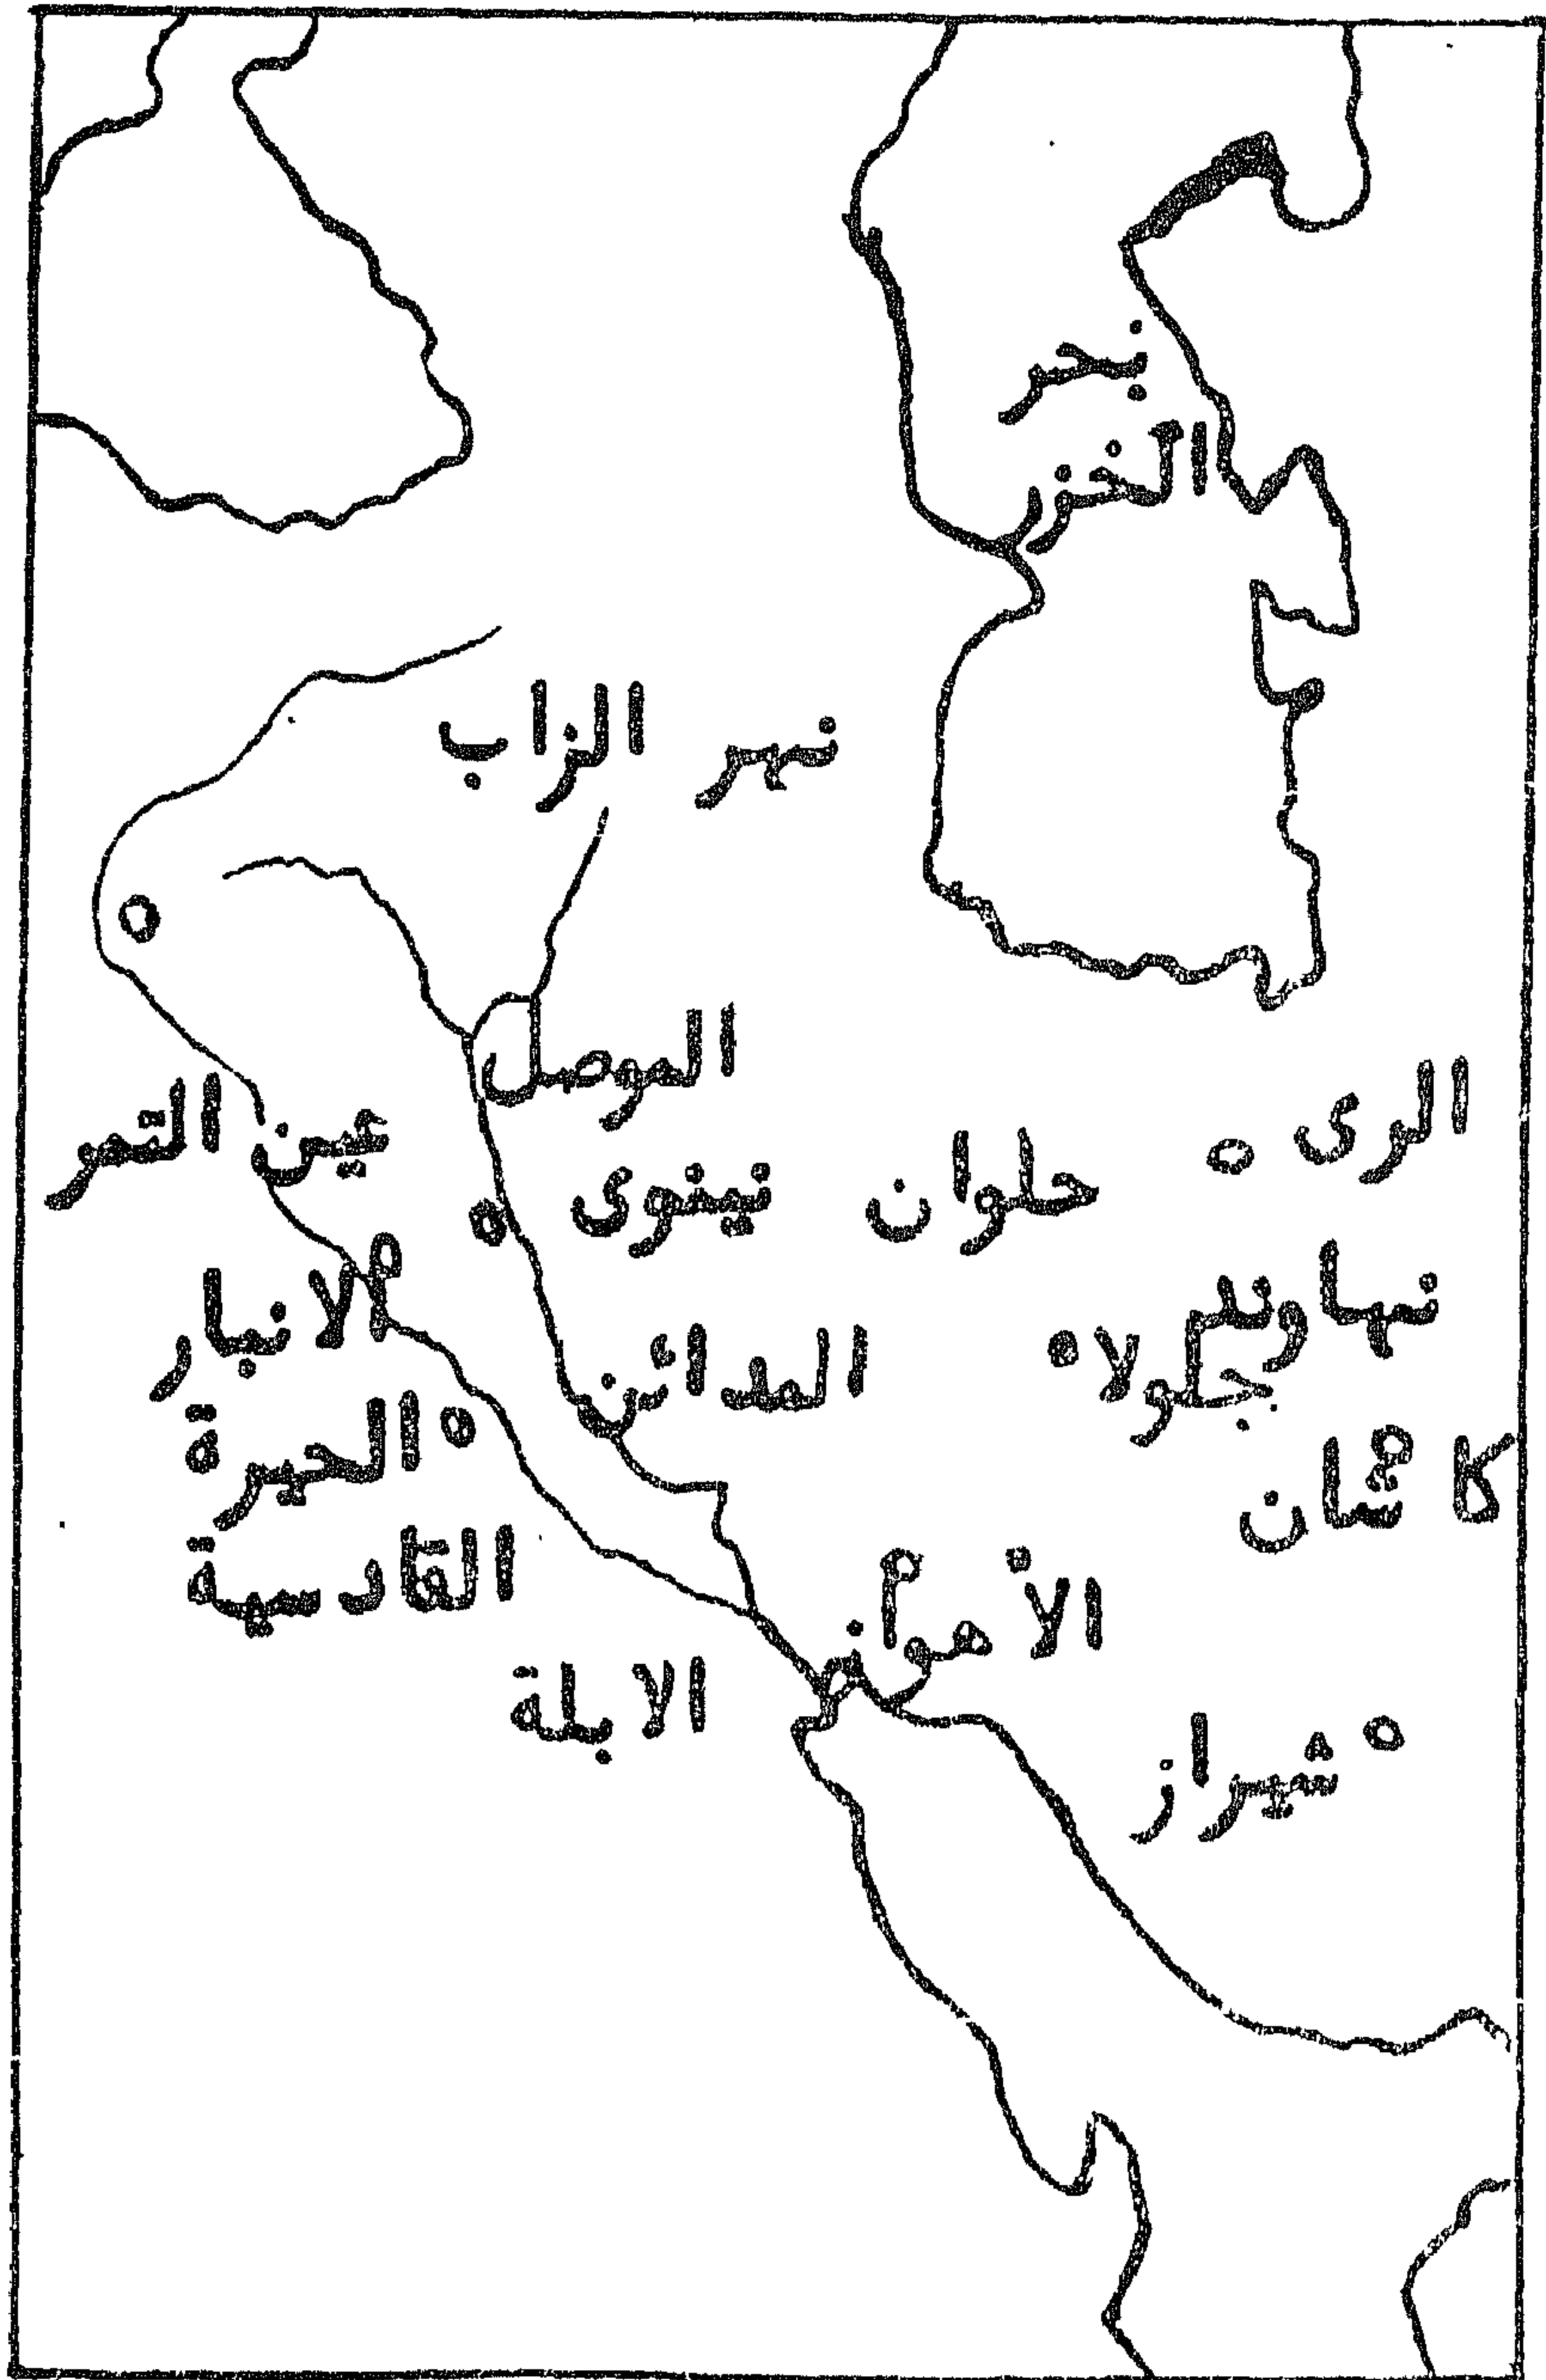 بحر
الخزر
نهر الزاب
الموصل
الرى
عين التمر
حلوان
نينوى
نهاوند
الانبار
المدائن
جلولاء
الحيرة
كاشان
القادسية
الأهواز
الابلة
شيراز